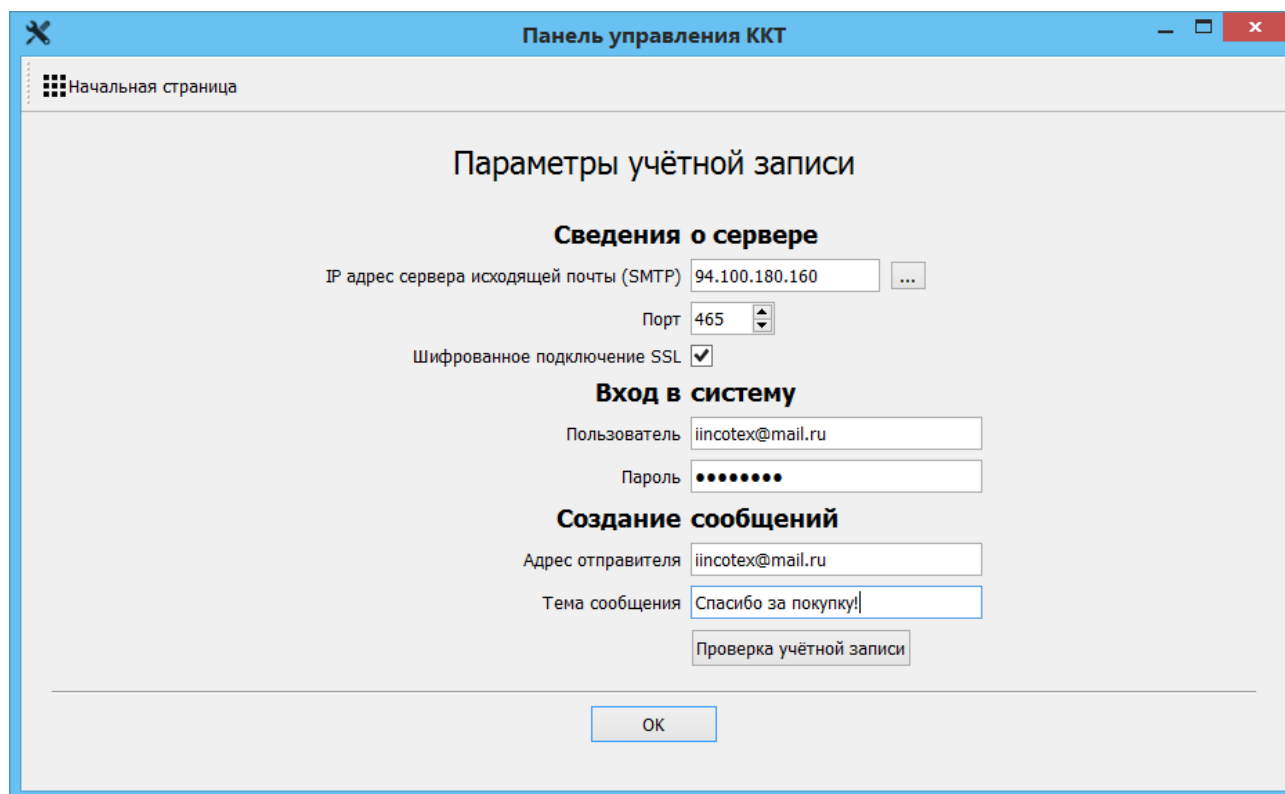 Панель управления ККТ
Начальная страница
Параметры учётной записи
Сведения о сервере
IP адрес сервера исходящей почты (SMTP) 94.100.180.160 ...
Порт 465
Шифрованное подключение SSL
Вход в систему
Пользователь iincotex@mail.ru
Пароль ●●●●●●●●
Создание сообщений
Адрес отправителя iincotex@mail.ru
Тема сообщения Спасибо за покупку!
Проверка учётной записи
ОК